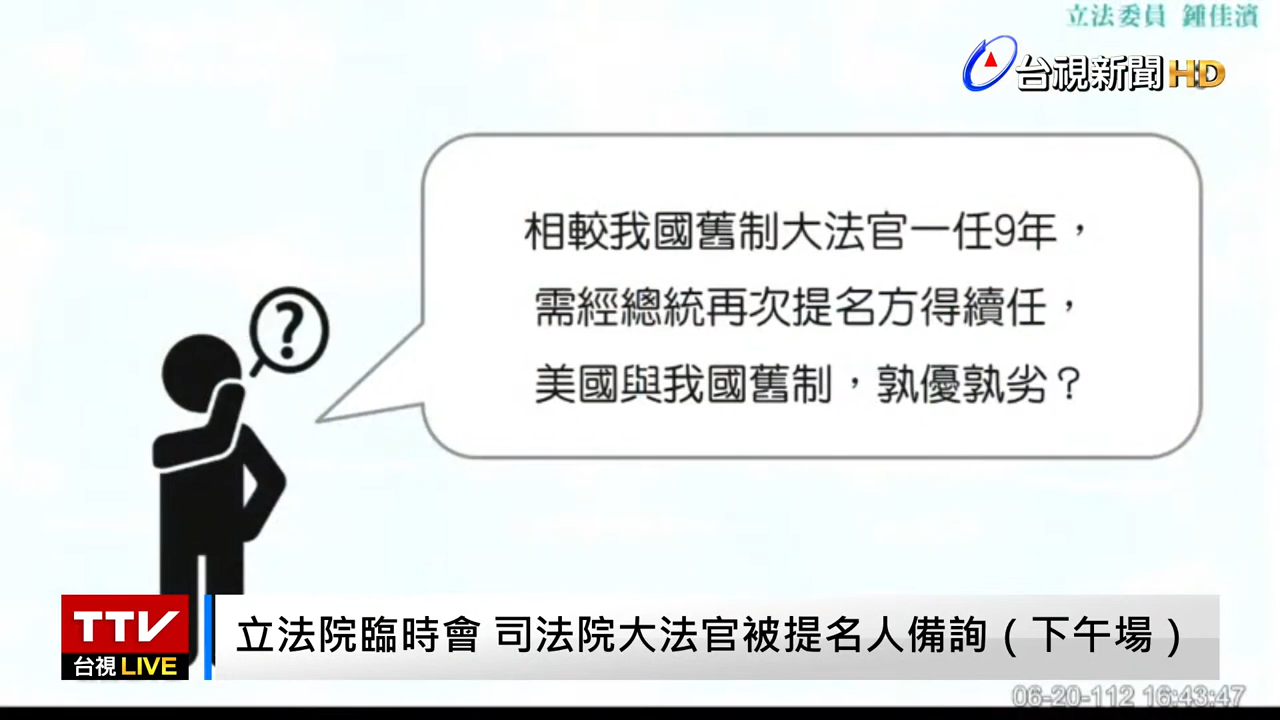 立法委員 鍾佳濱
台視新聞HD
相較我國舊制大法官一任9年，
需經總統再次提名方得續任，
美國與我國舊制，孰優孰劣？
?
TTV
台視LIVE
立法院臨時會 司法院大法官被提名人備詢（下午場）
06-20-112 16:43:47